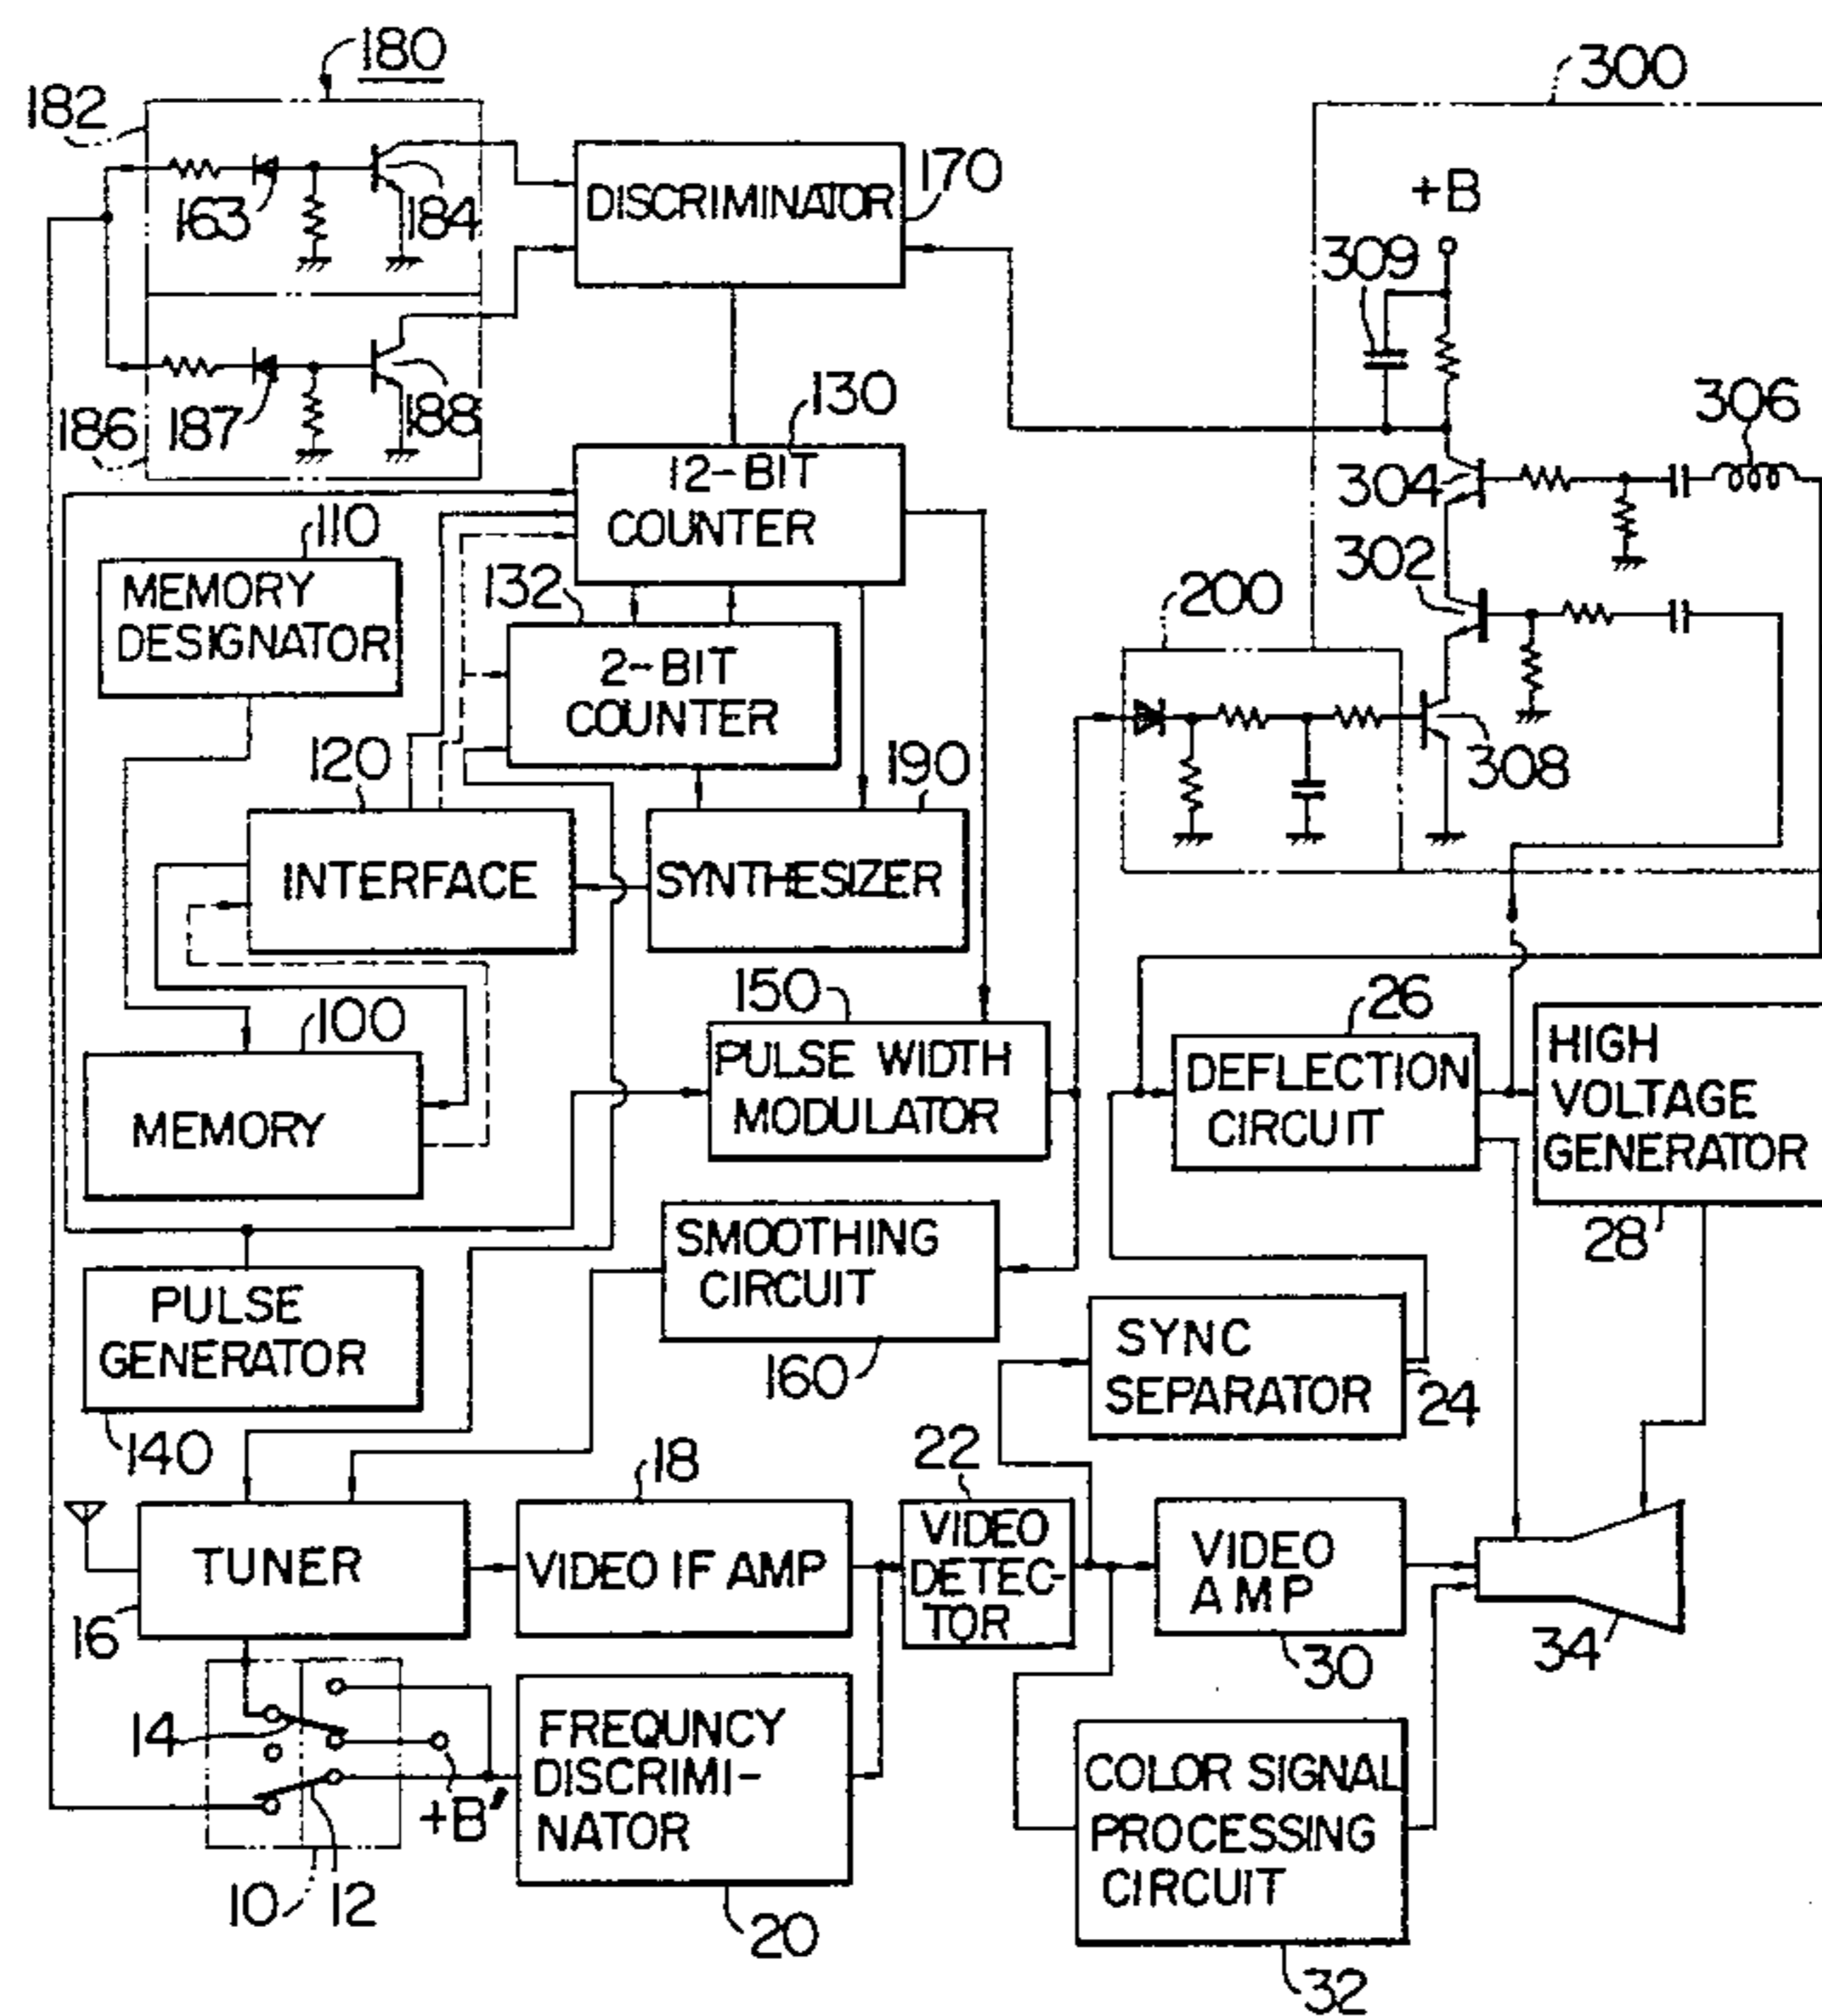 180
300
182
163
184
DISCRIMINATOR
170
+B
309
186
187
188
130
12-BIT
COUNTER
306
304
110
MEMORY
DESIGNATOR
132
2-BIT
COUNTER
302
200
308
120
INTERFACE
190
SYNTHESIZER
100
MEMORY
150
PULSE WIDTH
MODULATOR
26
DEFLECTION
CIRCUIT
HIGH
VOLTAGE
GENERATOR
28
SMOOTHING
CIRCUIT
160
PULSE
GENERATOR
140
SYNC
SEPARATOR
24
TUNER
16
18
VIDEO IF AMP
22
VIDEO
DETEC-
TOR
VIDEO
AMP
30
34
14
+B'
10
12
FREQUNCY
DISCRIMI-
NATOR
20
COLOR SIGNAL
PROCESSING
CIRCUIT
32